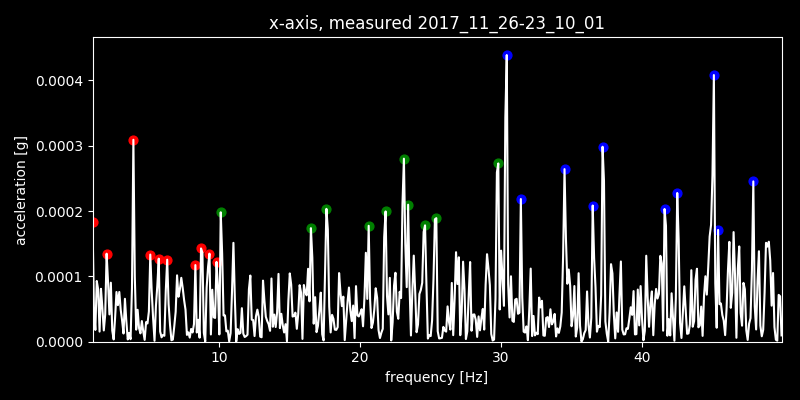 x-axis, measured 2017_11_26-23_10_01
acceleration [g]
0.0004
0.0003
0.0002
0.0001
0.0000
10 20 30 40
frequency [Hz]